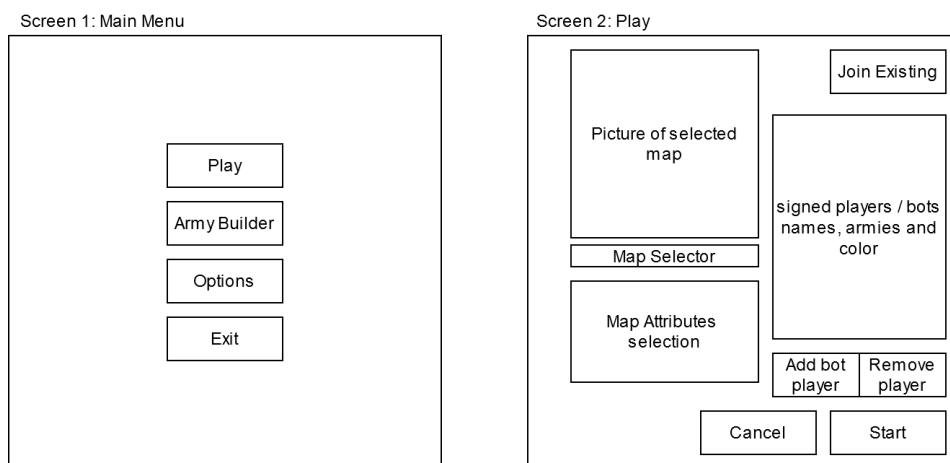 Screen 1: Main Menu
Play
Army Builder
Options
Exit
Screen 2: Play
Picture of selected
map
Map Selector
Map Attributes
selection
Join Existing
signed players / bots
names, armies and
color
Add bot
player
Remove
player
Cancel
Start